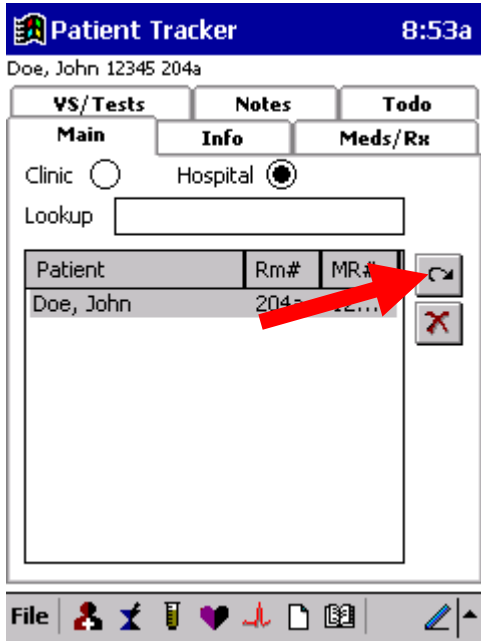 Patient Tracker 8:53a
Doe, John 12345 204a
VS/Tests Notes Todo
Main Info Meds/Rx
Clinic Hospital
Lookup
Patient Rm# MR#
Doe, John 204a
File